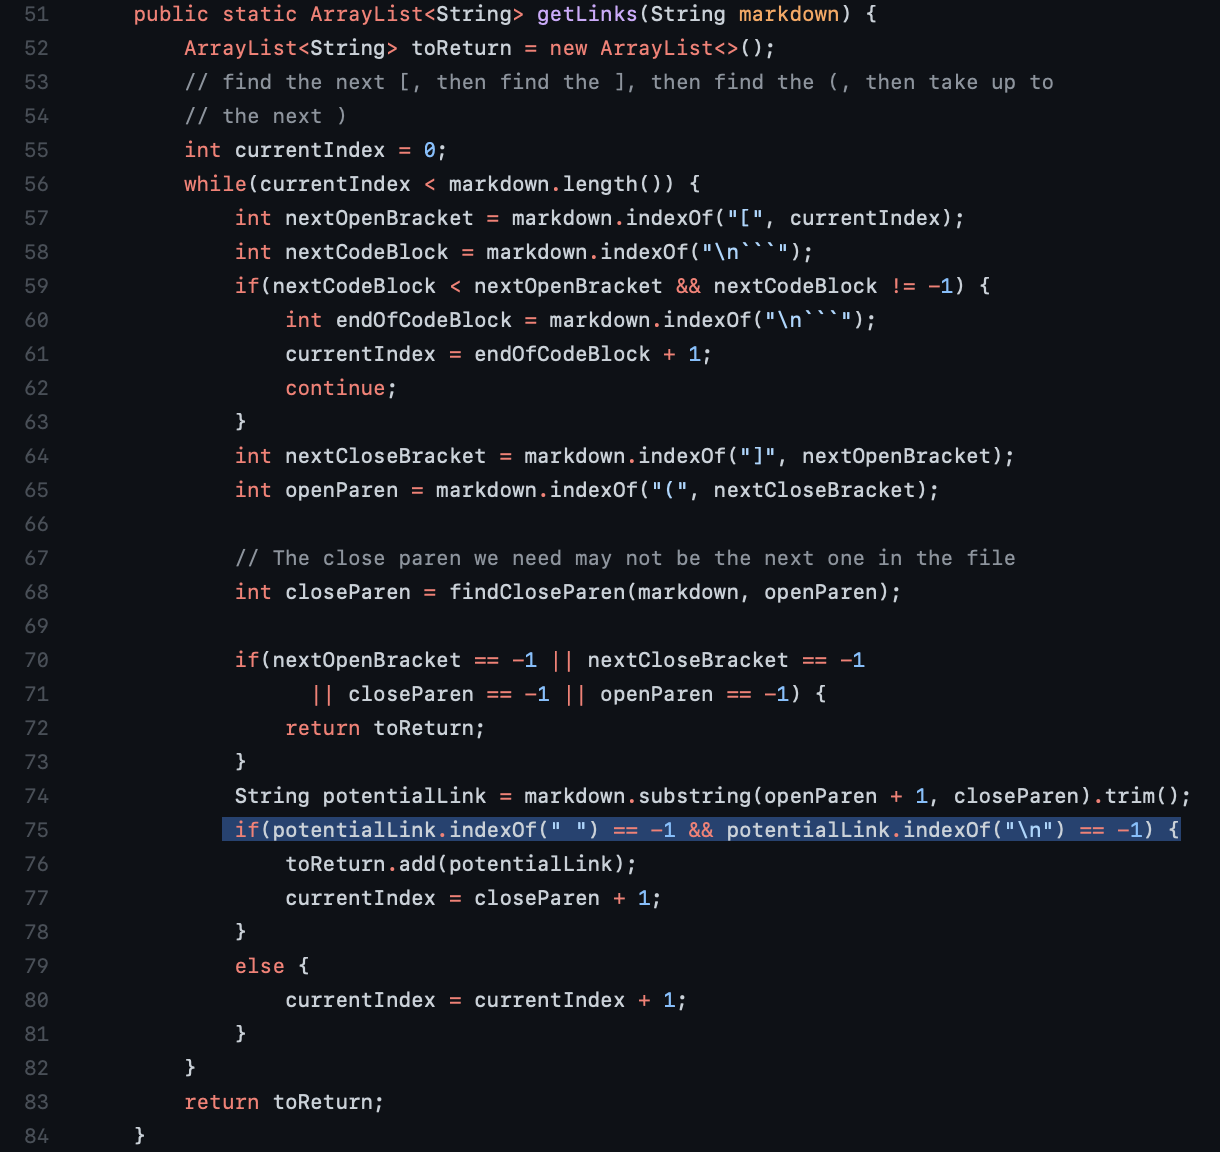 51 public static ArrayList<String> getLinks(String markdown) {
52 ArrayList<String> toReturn = new ArrayList<>();
53 // find the next [, then find the ], then find the (, then take up to
54 // the next )
55 int currentIndex = 0;
56 while(currentIndex < markdown.length()) {
57 int nextOpenBracket = markdown.indexOf("[", currentIndex);
58 int nextCodeBlock = markdown.indexOf("\n```");
59 if(nextCodeBlock < nextOpenBracket && nextCodeBlock != -1) {
60 int endOfCodeBlock = markdown.indexOf("\n```");
61 currentIndex = endOfCodeBlock + 1;
62 continue;
63 }
64 int nextCloseBracket = markdown.indexOf("]", nextOpenBracket);
65 int openParen = markdown.indexOf("(", nextCloseBracket);
66
67 // The close paren we need may not be the next one in the file
68 int closeParen = findCloseParen(markdown, openParen);
69
70 if(nextOpenBracket == -1 || nextCloseBracket == -1
71 || closeParen == -1 || openParen == -1) {
72 return toReturn;
73 }
74 String potentialLink = markdown.substring(openParen + 1, closeParen).trim();
75 if(potentialLink.indexOf(" ") == -1 && potentialLink.indexOf("\n") == -1) {
76 toReturn.add(potentialLink);
77 currentIndex = closeParen + 1;
78 }
79 else {
80 currentIndex = currentIndex + 1;
81 }
82 }
83 return toReturn;
84 }